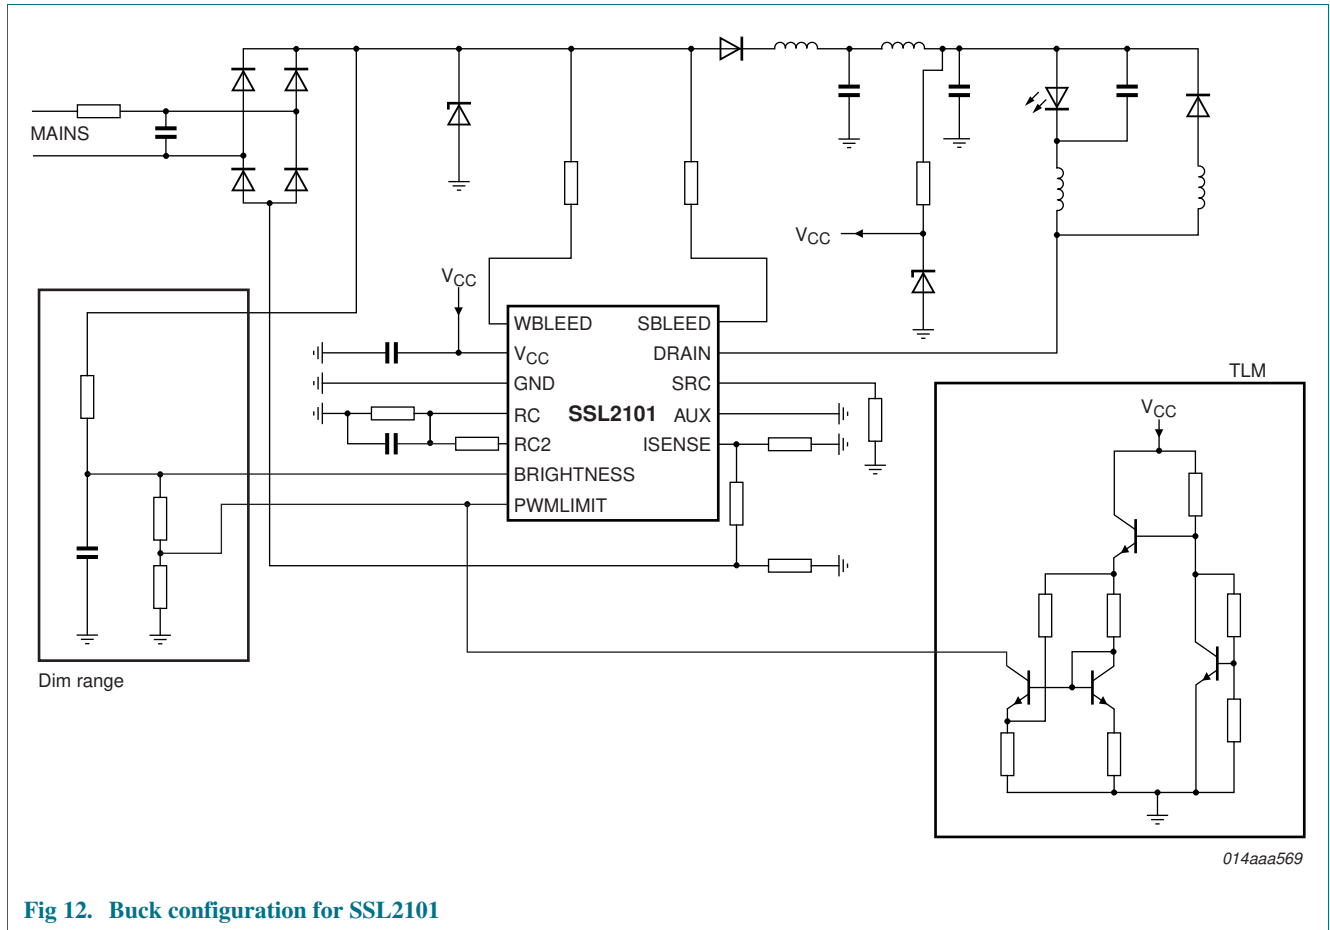 MAINS
VCC
VCC
WBLEED
SBLEED
VCC
DRAIN
GND
SRC
RC
SSL2101
AUX
RC2
ISENSE
BRIGHTNESS
PWMLIMIT
Dim range
TLM
VCC
014aaa569
Fig 12. Buck configuration for SSL2101